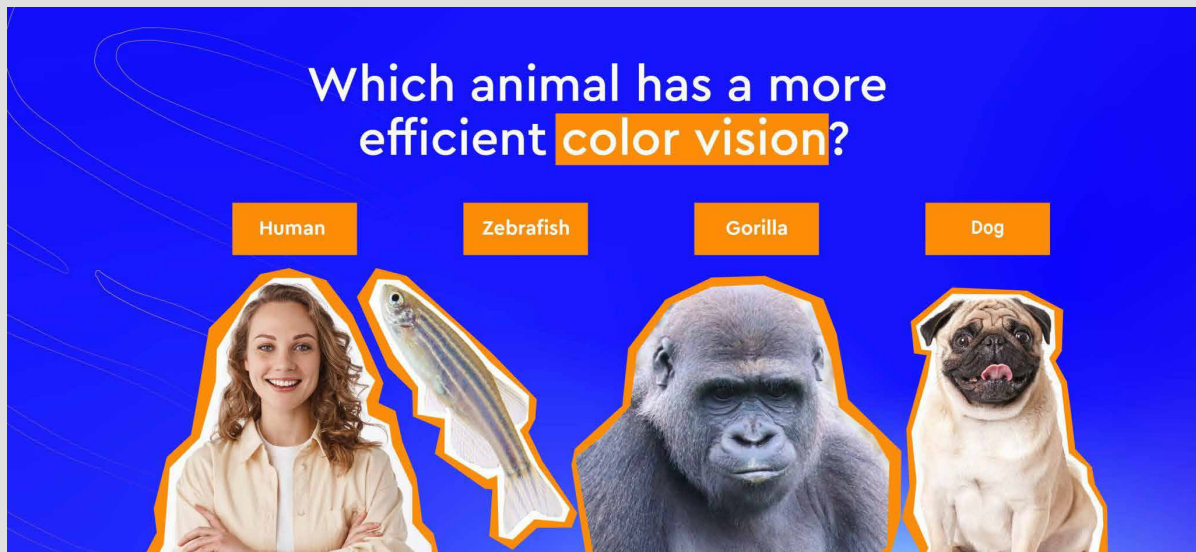 Which animal has a more
efficient color vision?
Human
Zebrafish
Gorilla
Dog